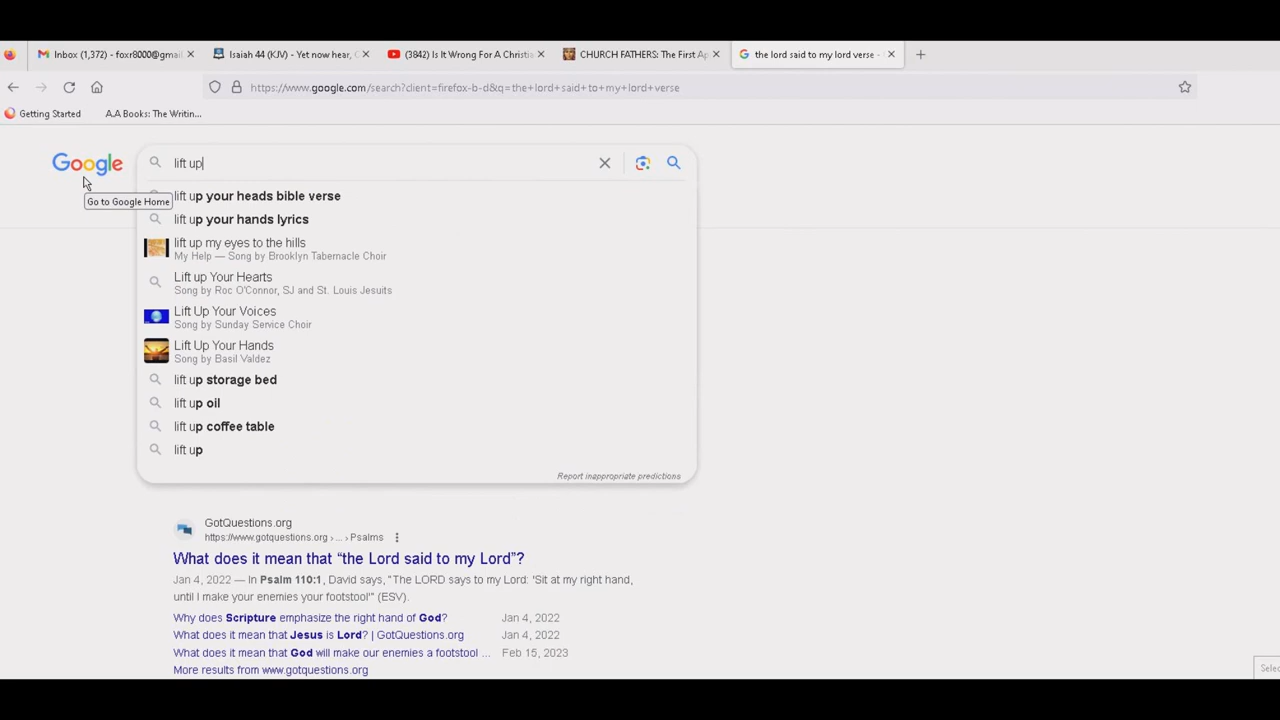 Inbox (1,372) - foxr8000@gmail.
Isaiah 44 (KJV) - Yet now hear, C
(3842) Is It Wrong For A Christia
CHURCH FATHERS: The First Ap
the lord said to my lord verse -
https://www.google.com/search?client=firefox-b-d&q=the+lord+said+to+my+lord+verse
Getting Started
A,A Books: The Writin...
Google
lift up
Go to Google Home
lift up your heads bible verse
lift up your hands lyrics
lift up my eyes to the hills
My Help — Song by Brooklyn Tabernacle Choir
Lift up Your Hearts
Song by Roc O'Connor, SJ and St. Louis Jesuits
Lift Up Your Voices
Song by Sunday Service Choir
Lift Up Your Hands
Song by Basil Valdez
lift up storage bed
lift up oil
lift up coffee table
lift up
Report inappropriate predictions
GotQuestions.org
https://www.gotquestions.org › ... › Psalms
What does it mean that “the Lord said to my Lord”?
Jan 4, 2022 — In Psalm 110:1, David says, "The LORD says to my Lord: 'Sit at my right hand,
until I make your enemies your footstool'" (ESV).
Why does Scripture emphasize the right hand of God? Jan 4, 2022
What does it mean that Jesus is Lord? | GotQuestions.org Jan 4, 2022
What does it mean that God will make our enemies a footstool ... Feb 15, 2023
More results from www.gotquestions.org
Selec